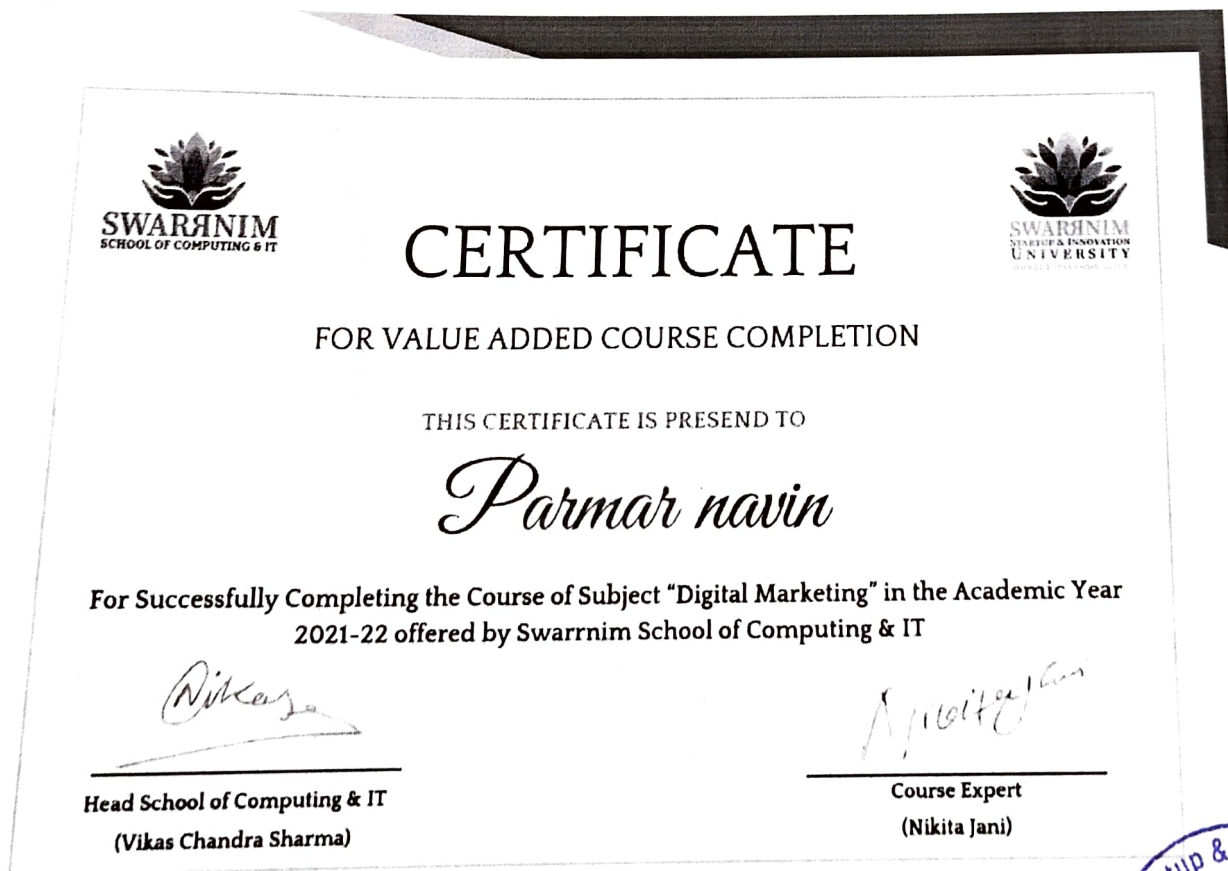 SWARRNIM
SCHOOL OF COMPUTING & IT
SWARRNIM
STARTUP & INNOVATION
UNIVERSITY
CERTIFICATE
FOR VALUE ADDED COURSE COMPLETION
THIS CERTIFICATE IS PRESEND TO
Parmar navin
For Successfully Completing the Course of Subject “Digital Marketing” in the Academic Year
2021-22 offered by Swarrnim School of Computing & IT
Head School of Computing & IT
(Vikas Chandra Sharma)
Course Expert
(Nikita Jani)